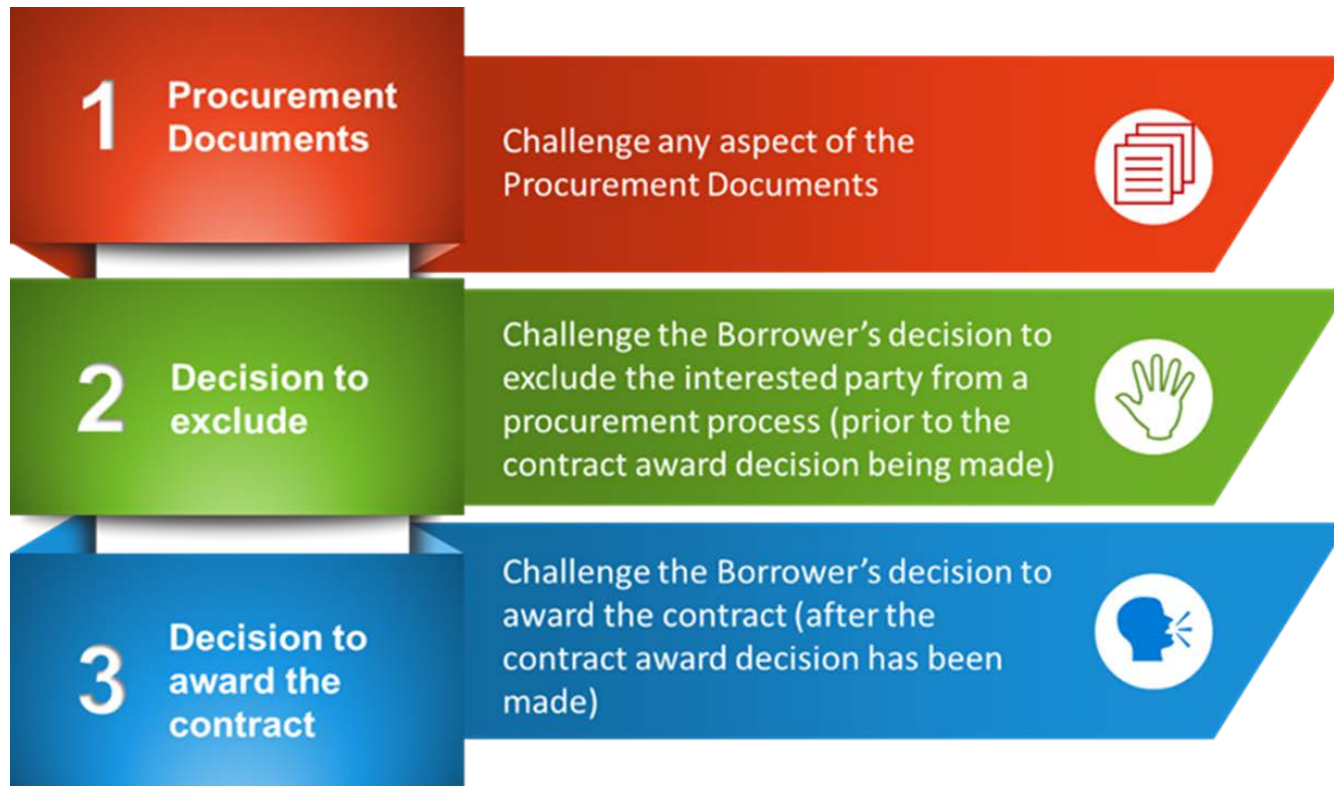 1
Procurement
Documents
Challenge any aspect of the
Procurement Documents
2
Decision to
exclude
Challenge the Borrower’s decision to
exclude the interested party from a
procurement process (prior to the
contract award decision being made)
3
Decision to
award the
contract
Challenge the Borrower’s decision to
award the contract (after the
contract award decision has been
made)